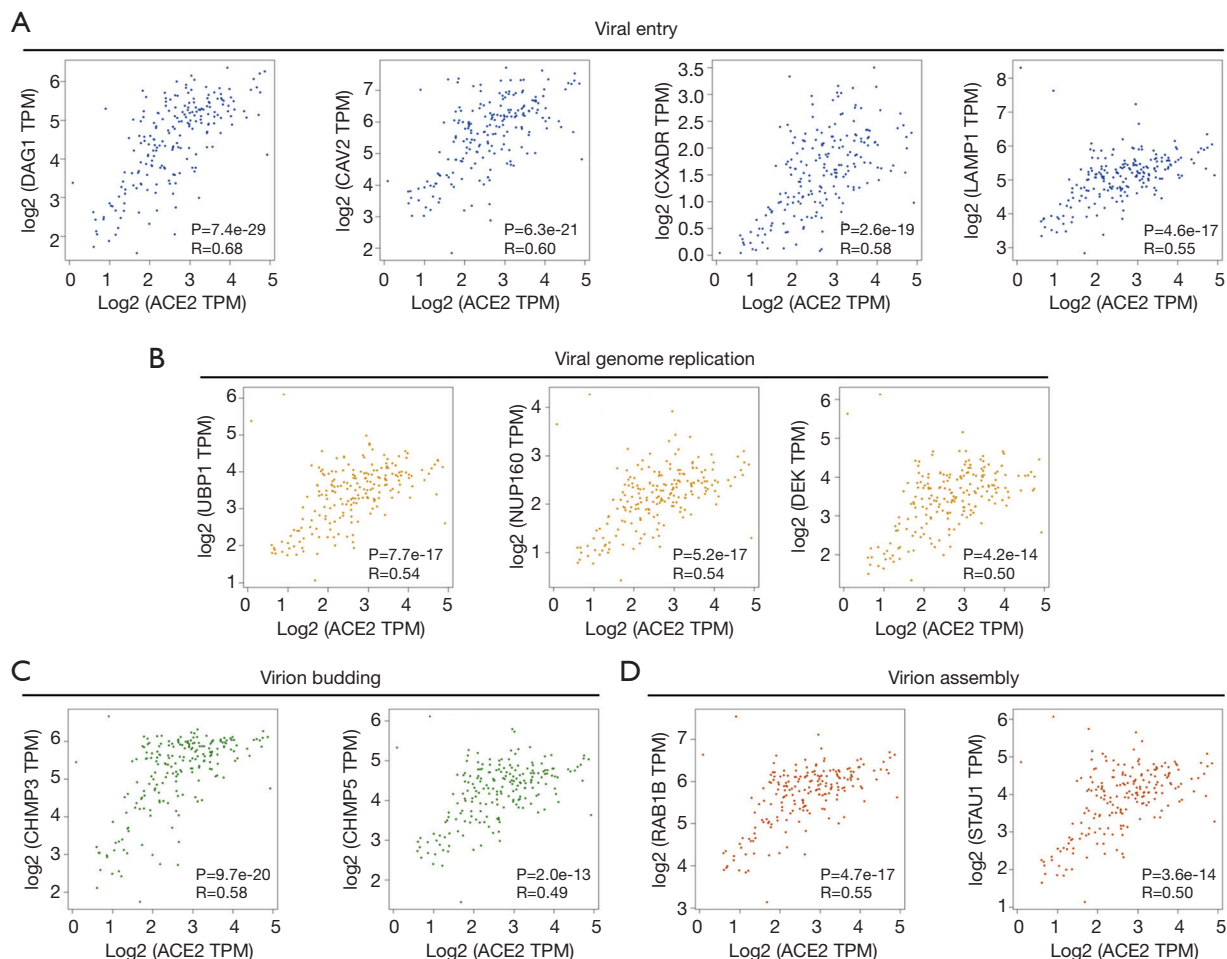 A
Viral entry
log2 (DAG1 TPM)
6
5
4
3
2
P=7.4e-29
R=0.68
0 1 2 3 4 5
Log2 (ACE2 TPM)
log2 (CAV2 TPM)
7
6
5
4
3
2
P=6.3e-21
R=0.60
0 1 2 3 4 5
Log2 (ACE2 TPM)
log2 (CXADR TPM)
3.5
3.0
2.5
2.0
1.5
1.0
0.5
0.0
P=2.6e-19
R=0.58
0 1 2 3 4 5
Log2 (ACE2 TPM)
log2 (LAMP1 TPM)
8
7
6
5
4
3
P=4.6e-17
R=0.55
0 1 2 3 4 5
Log2 (ACE2 TPM)
B
Viral genome replication
log2 (UBP1 TPM)
6
5
4
3
2
1
P=7.7e-17
R=0.54
0 1 2 3 4 5
Log2 (ACE2 TPM)
log2 (NUP160 TPM)
4
3
2
1
P=5.2e-17
R=0.54
0 1 2 3 4 5
Log2 (ACE2 TPM)
log2 (DEK TPM)
6
5
4
3
2
P=4.2e-14
R=0.50
0 1 2 3 4 5
Log2 (ACE2 TPM)
C
Virion budding
log2 (CHMP3 TPM)
6
5
4
3
2
P=9.7e-20
R=0.58
0 1 2 3 4 5
Log2 (ACE2 TPM)
log2 (CHMP5 TPM)
6
5
4
3
2
P=2.0e-13
R=0.49
0 1 2 3 4 5
Log2 (ACE2 TPM)
D
Virion assembly
log2 (RAB1B TPM)
7
6
5
4
3
P=4.7e-17
R=0.55
0 1 2 3 4 5
Log2 (ACE2 TPM)
log2 (STAU1 TPM)
6
5
4
3
2
1
P=3.6e-14
R=0.50
0 1 2 3 4 5
Log2 (ACE2 TPM)